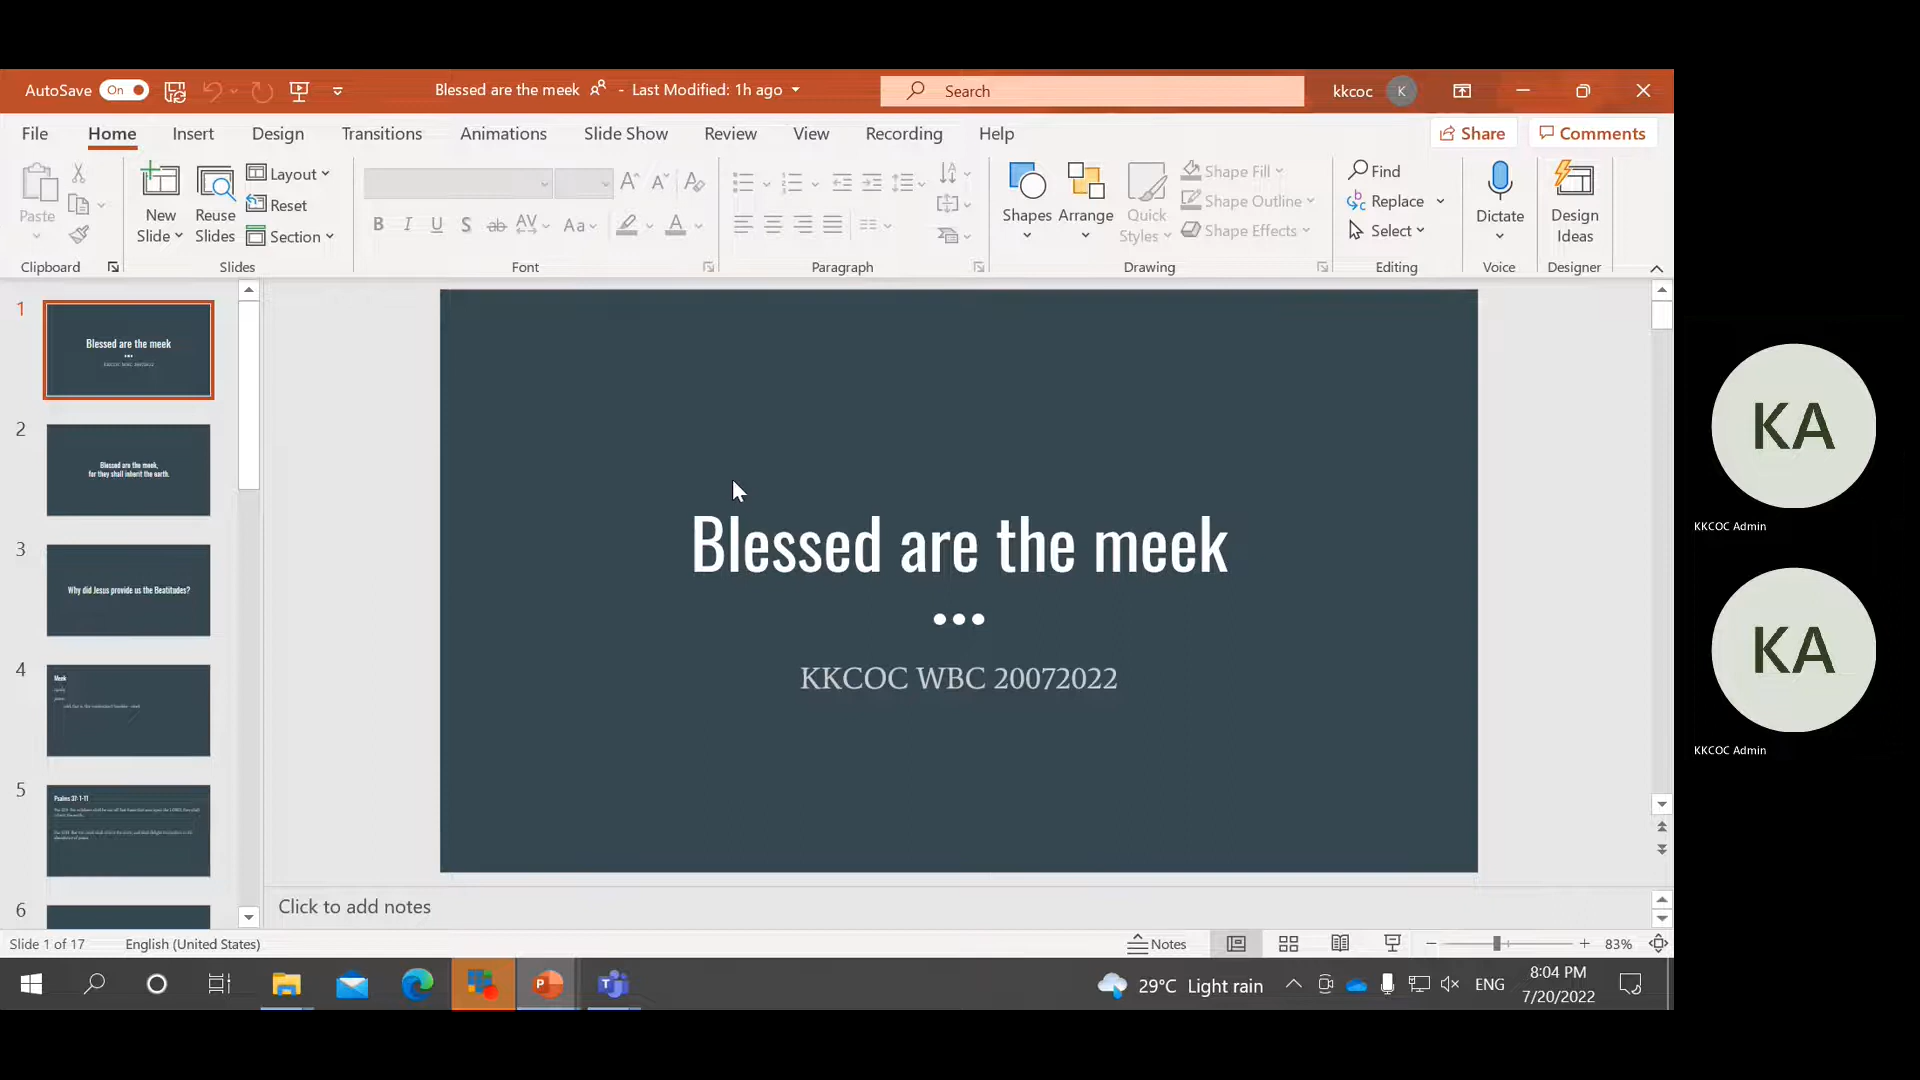 AutoSave On Blessed are the meek - Last Modified: 1h ago Search kkcoc K
File Home Insert Design Transitions Animations Slide Show Review View Recording Help Share Comments
Paste
New Slide
Reuse Slides
Layout
Reset
Section
B I U S ab AV Aa A
Shapes
Arrange
Quick Styles
Shape Fill
Shape Outline
Shape Effects
Find
Replace
Select
Dictate
Design Ideas
Clipboard Slides Font Paragraph Drawing Editing Voice Designer
1
Blessed are the meek
KKCOC WBC 20072022
2
Blessed are the meek,
for they shall inherit the earth.
3
Why did Jesus provide us the Beatitudes?
4
Meek
5
Psalms 37:1-11
6
Blessed are the meek
KKCOC WBC 20072022
Click to add notes
Slide 1 of 17 English (United States) Notes 83%
29°C Light rain ENG 8:04 PM
7/20/2022
KA
KKCOC Admin
KA
KKCOC Admin